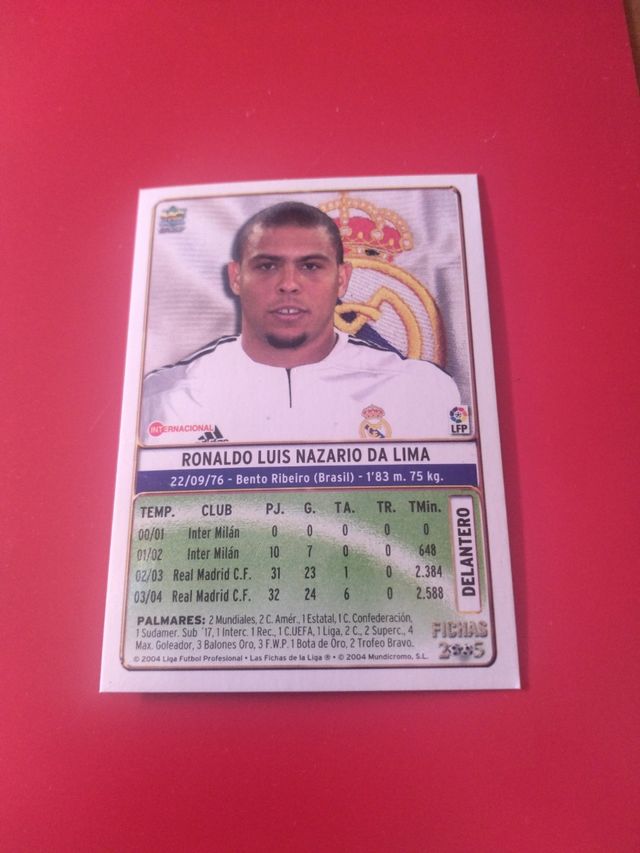 INTERNACIONAL
LFP
RONALDO LUIS NAZARIO DA LIMA
22/09/76 - Bento Ribeiro (Brasil) - 1'83 m. 75 kg.
TEMP. CLUB PJ. G. TA. TR. TMin.
00/01 Inter Milán 0 0 0 0 0
01/02 Inter Milán 10 7 0 0 648
02/03 Real Madrid C.F. 31 23 1 0 2.384
03/04 Real Madrid C.F. 32 24 6 0 2.588
DELANTERO
PALMARES: 2 Mundiales, 2 C. Amér., 1 Estatal, 1 C. Confederación,
1 Sudamer. Sub ´17, 1 Interc. 1 Rec., 1 C.UEFA, 1 Liga, 2 C., 2 Superc., 4
Max. Goleador, 3 Balones Oro, 3 F.W.P. 1 Bota de Oro, 2 Trofeo Bravo.
© 2004 Liga Futbol Profesional • Las Fichas de la Liga ® • © 2004 Mundicromo, S.L.
FICHAS
2005